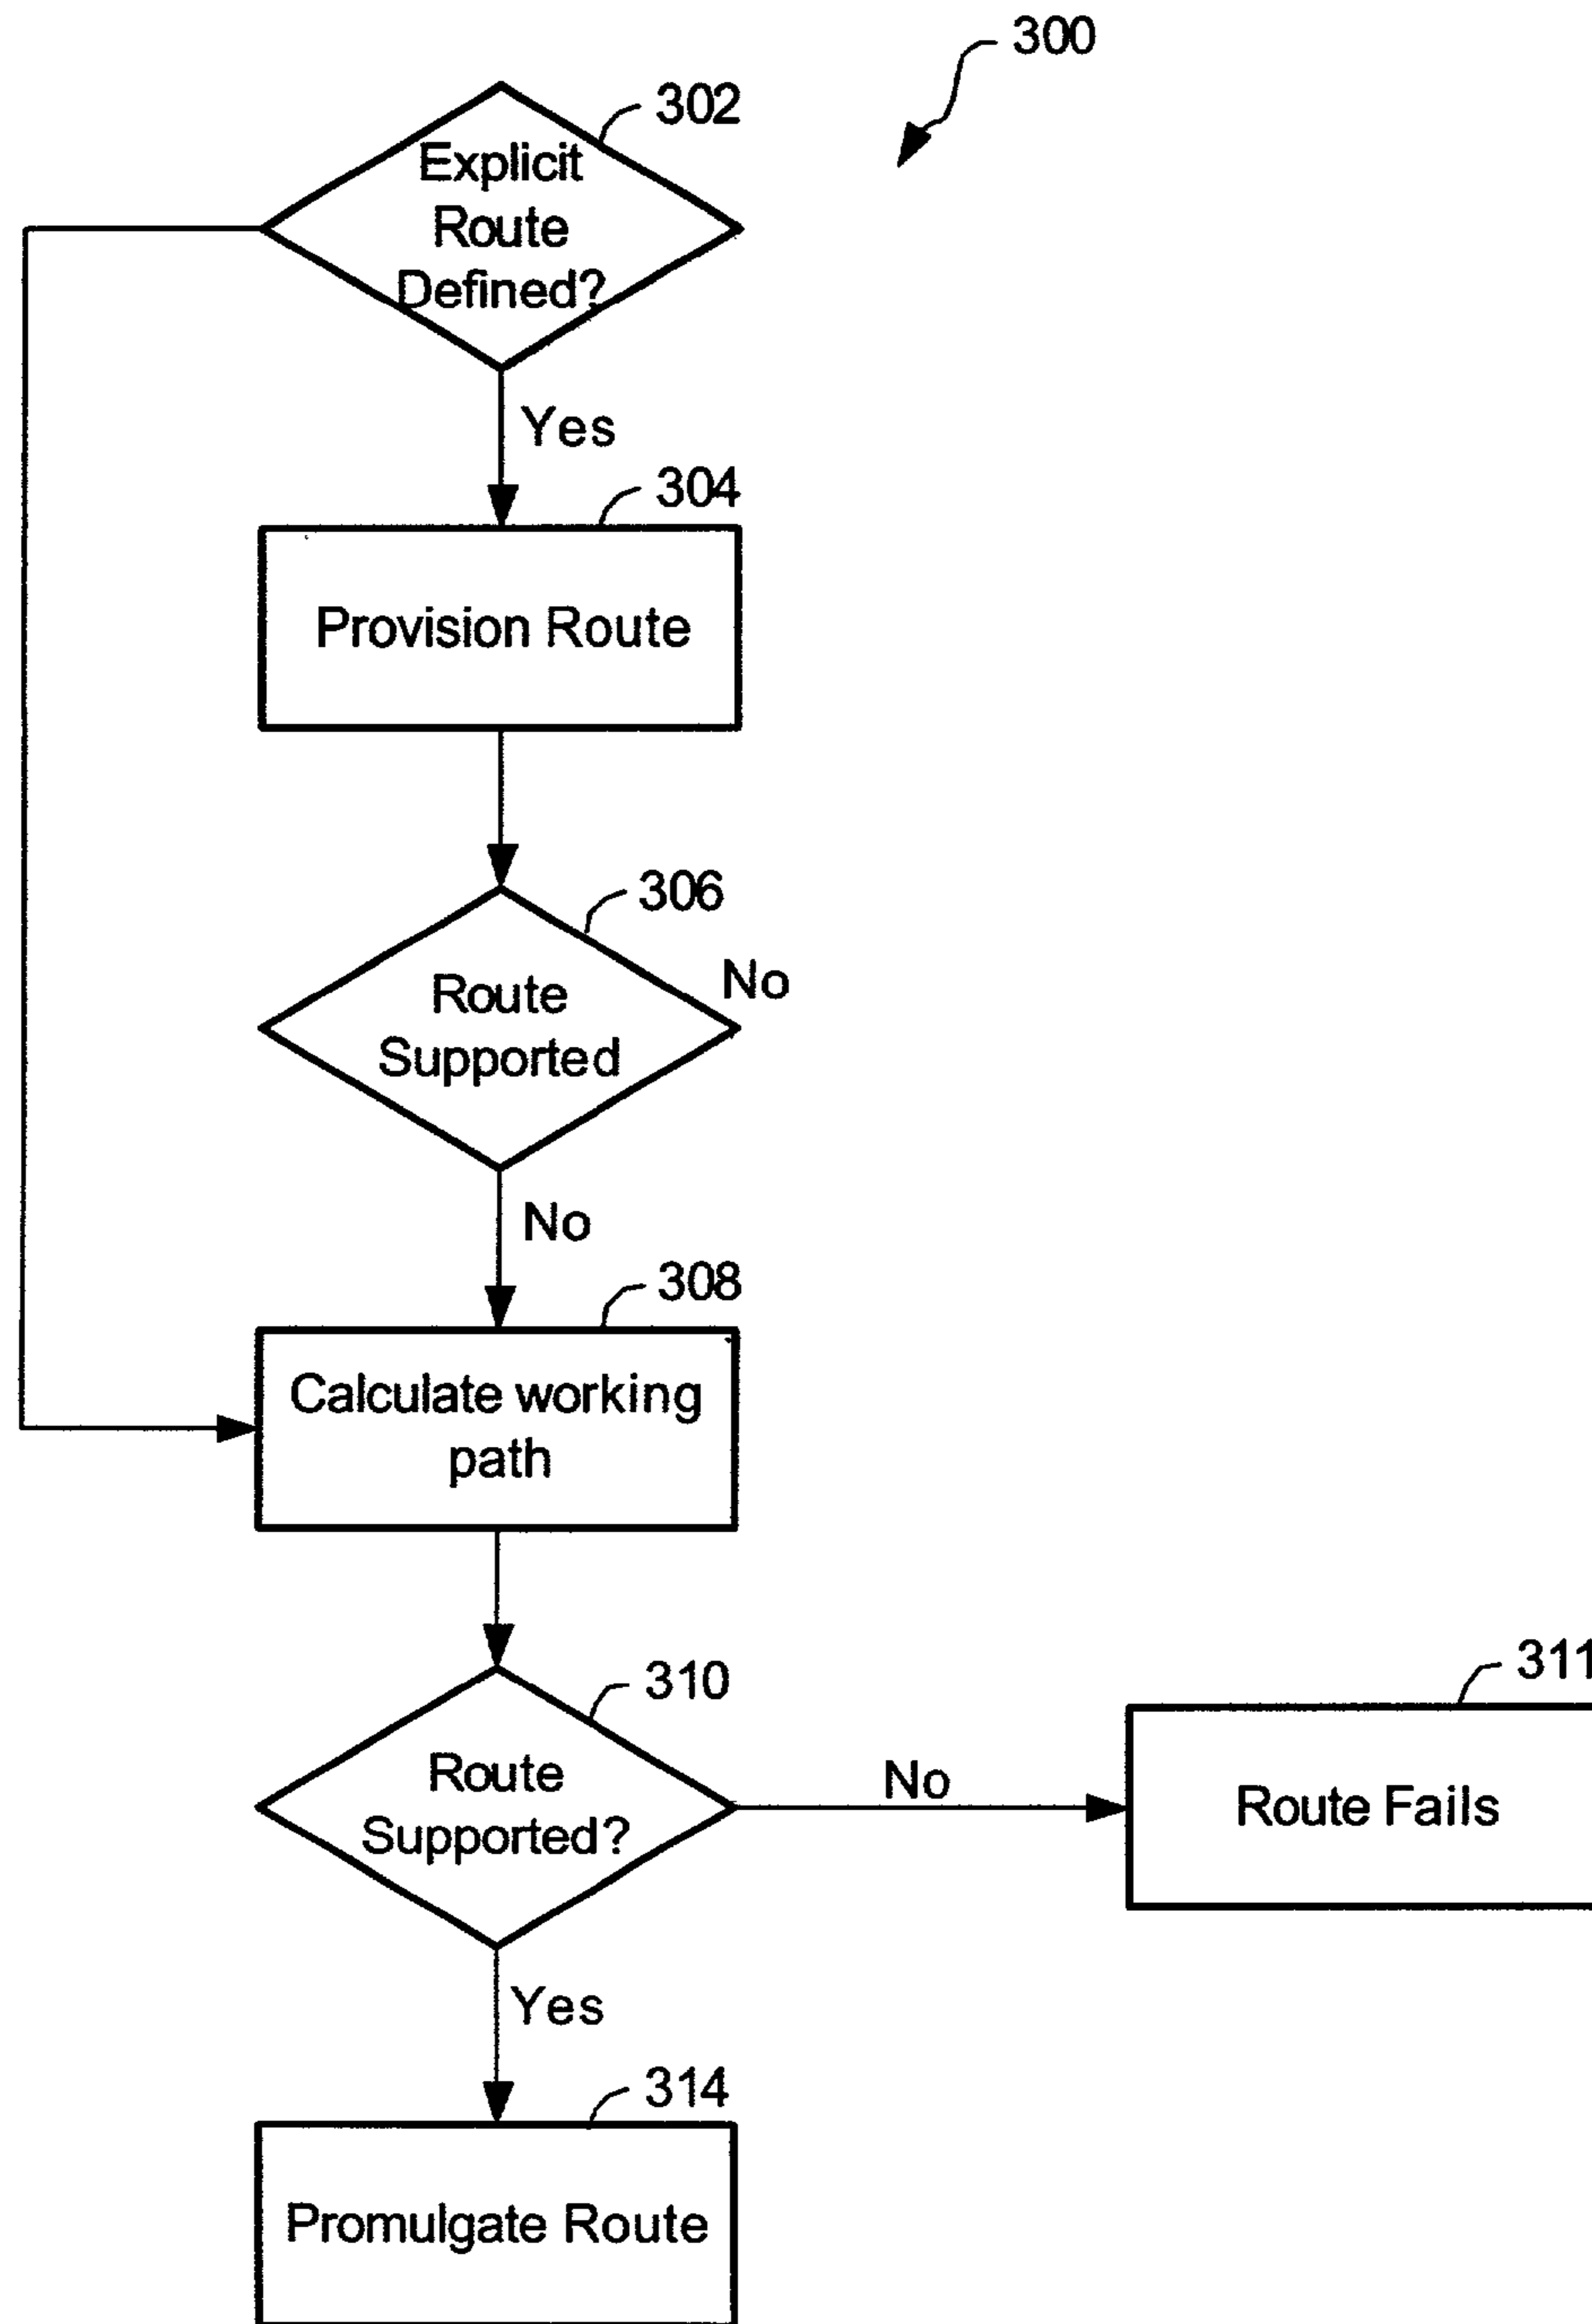 300
302
Explicit
Route
Defined?
Yes
304
Provision Route
306
No
Route
Supported
No
308
Calculate working
path
310
311
Route
Supported?
No
Route Fails
Yes
314
Promulgate Route